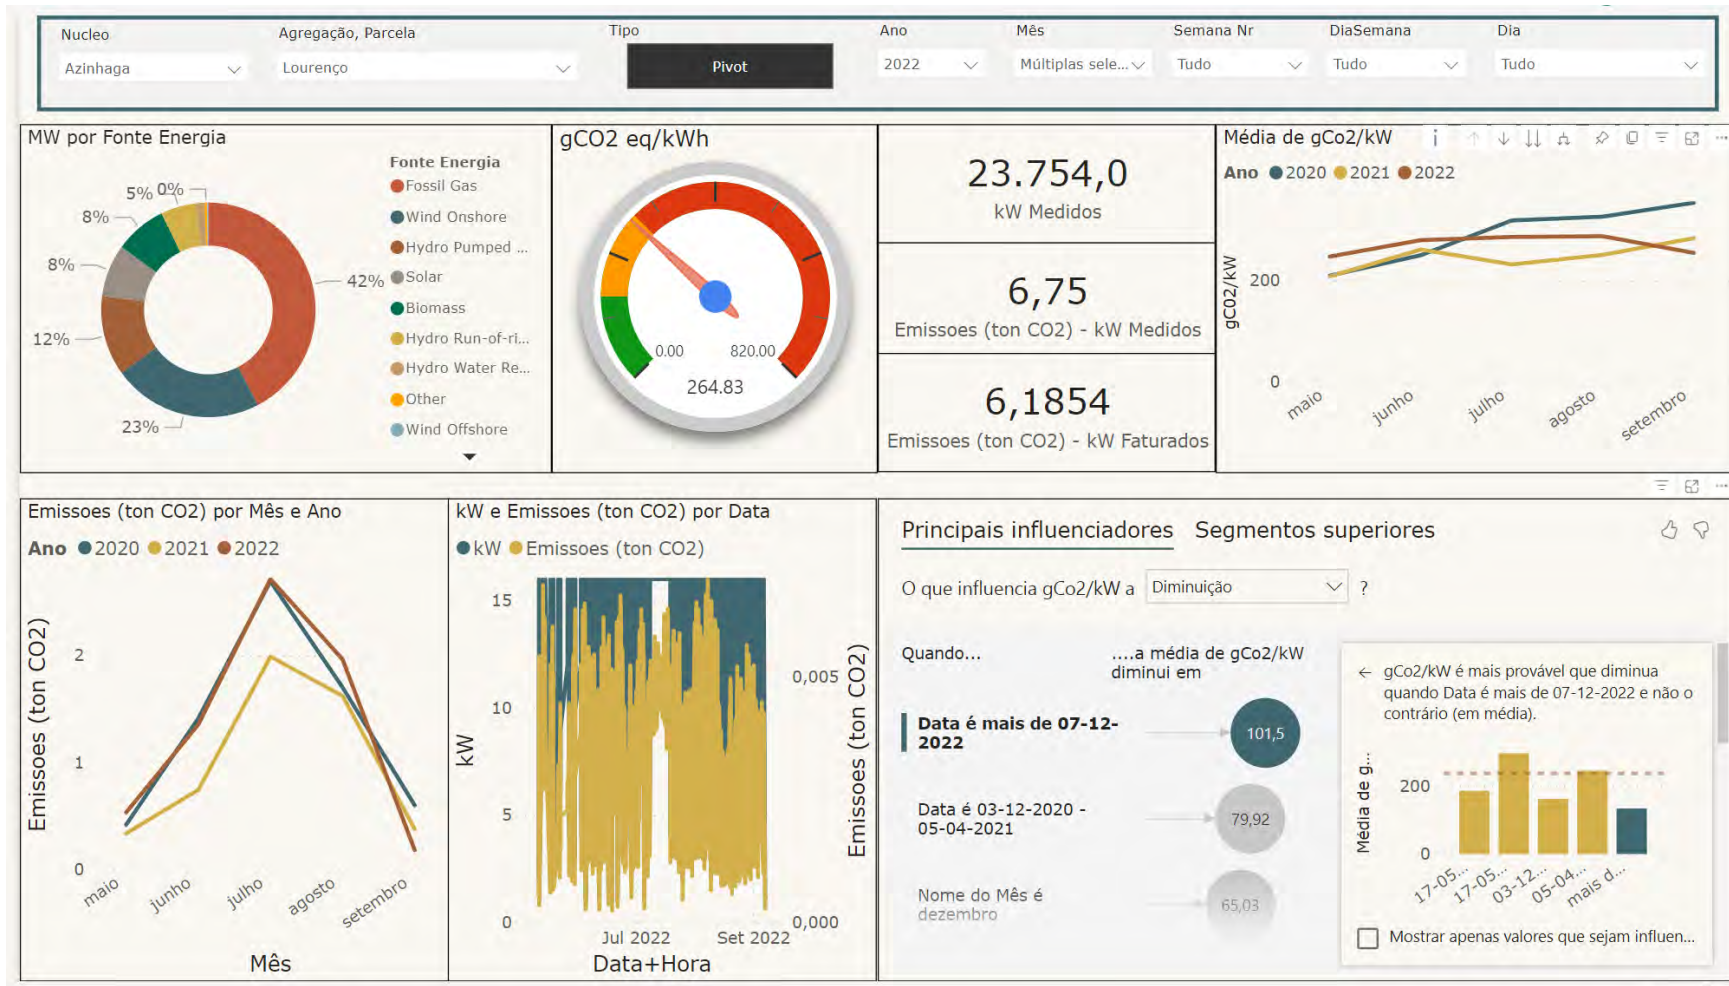 Nucleo
Azinhaga
Agregação, Parcela
Lourenço
Tipo
Pivot
Ano
2022
Mês
Múltiplas sele...
Semana Nr
Tudo
DiaSemana
Tudo
Dia
Tudo
MW por Fonte Energia
5%
0%
8%
8%
12%
23%
42%
Fonte Energia
Fossil Gas
Wind Onshore
Hydro Pumped ...
Solar
Biomass
Hydro Run-of-ri...
Hydro Water Re...
Other
Wind Offshore
gCO2 eq/kWh
0.00
820.00
264.83
23.754,0
kW Medidos
6,75
Emissoes (ton CO2) - kW Medidos
6,1854
Emissoes (ton CO2) - kW Faturados
Média de gCo2/kW
Ano 2020 2021 2022
gC02/kW
200
0
maio
junho
julho
agosto
setembro
Emissoes (ton CO2) por Mês e Ano
Ano 2020 2021 2022
Emissoes (ton CO2)
2
1
0
maio
junho
julho
agosto
setembro
Mês
kW e Emissoes (ton CO2) por Data
kW Emissoes (ton CO2)
kW
15
10
5
0
Emissoes (ton CO2)
0,005
0,000
Jul 2022
Set 2022
Data+Hora
Principais influenciadores
Segmentos superiores
O que influencia gCo2/kW a
Diminuição
?
Quando...
....a média de gCo2/kW
diminui em
Data é mais de 07-12-
2022
101,5
Data é 03-12-2020 -
05-04-2021
79,92
Nome do Mês é
dezembro
65,03
← gCo2/kW é mais provável que diminua
quando Data é mais de 07-12-2022 e não o
contrário (em média).
Média de g...
200
0
17-05...
17-05...
03-12...
05-04...
mais d...
Mostrar apenas valores que sejam influen...